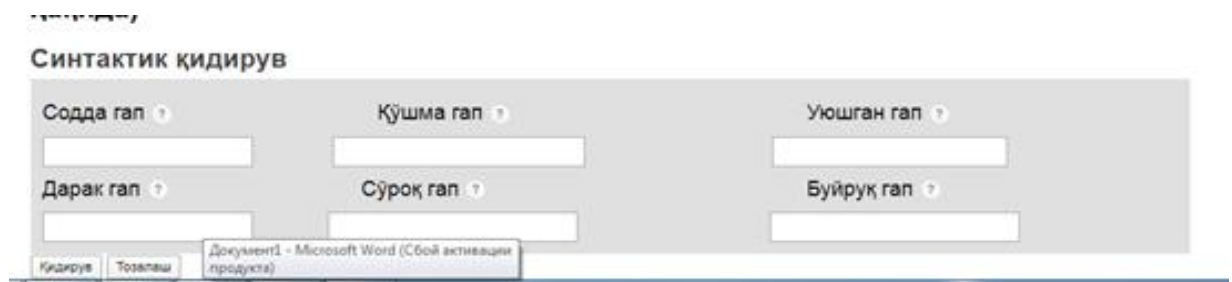 Синтактик қидирув
Содда гап ? Қўшма гап ? Уюшган гап ?
Дарак гап ? Сўроқ гап ? Буйруқ гап ?
Документ1 - Microsoft Word (Сбой активации
продукта)
Қидирув Тозалаш